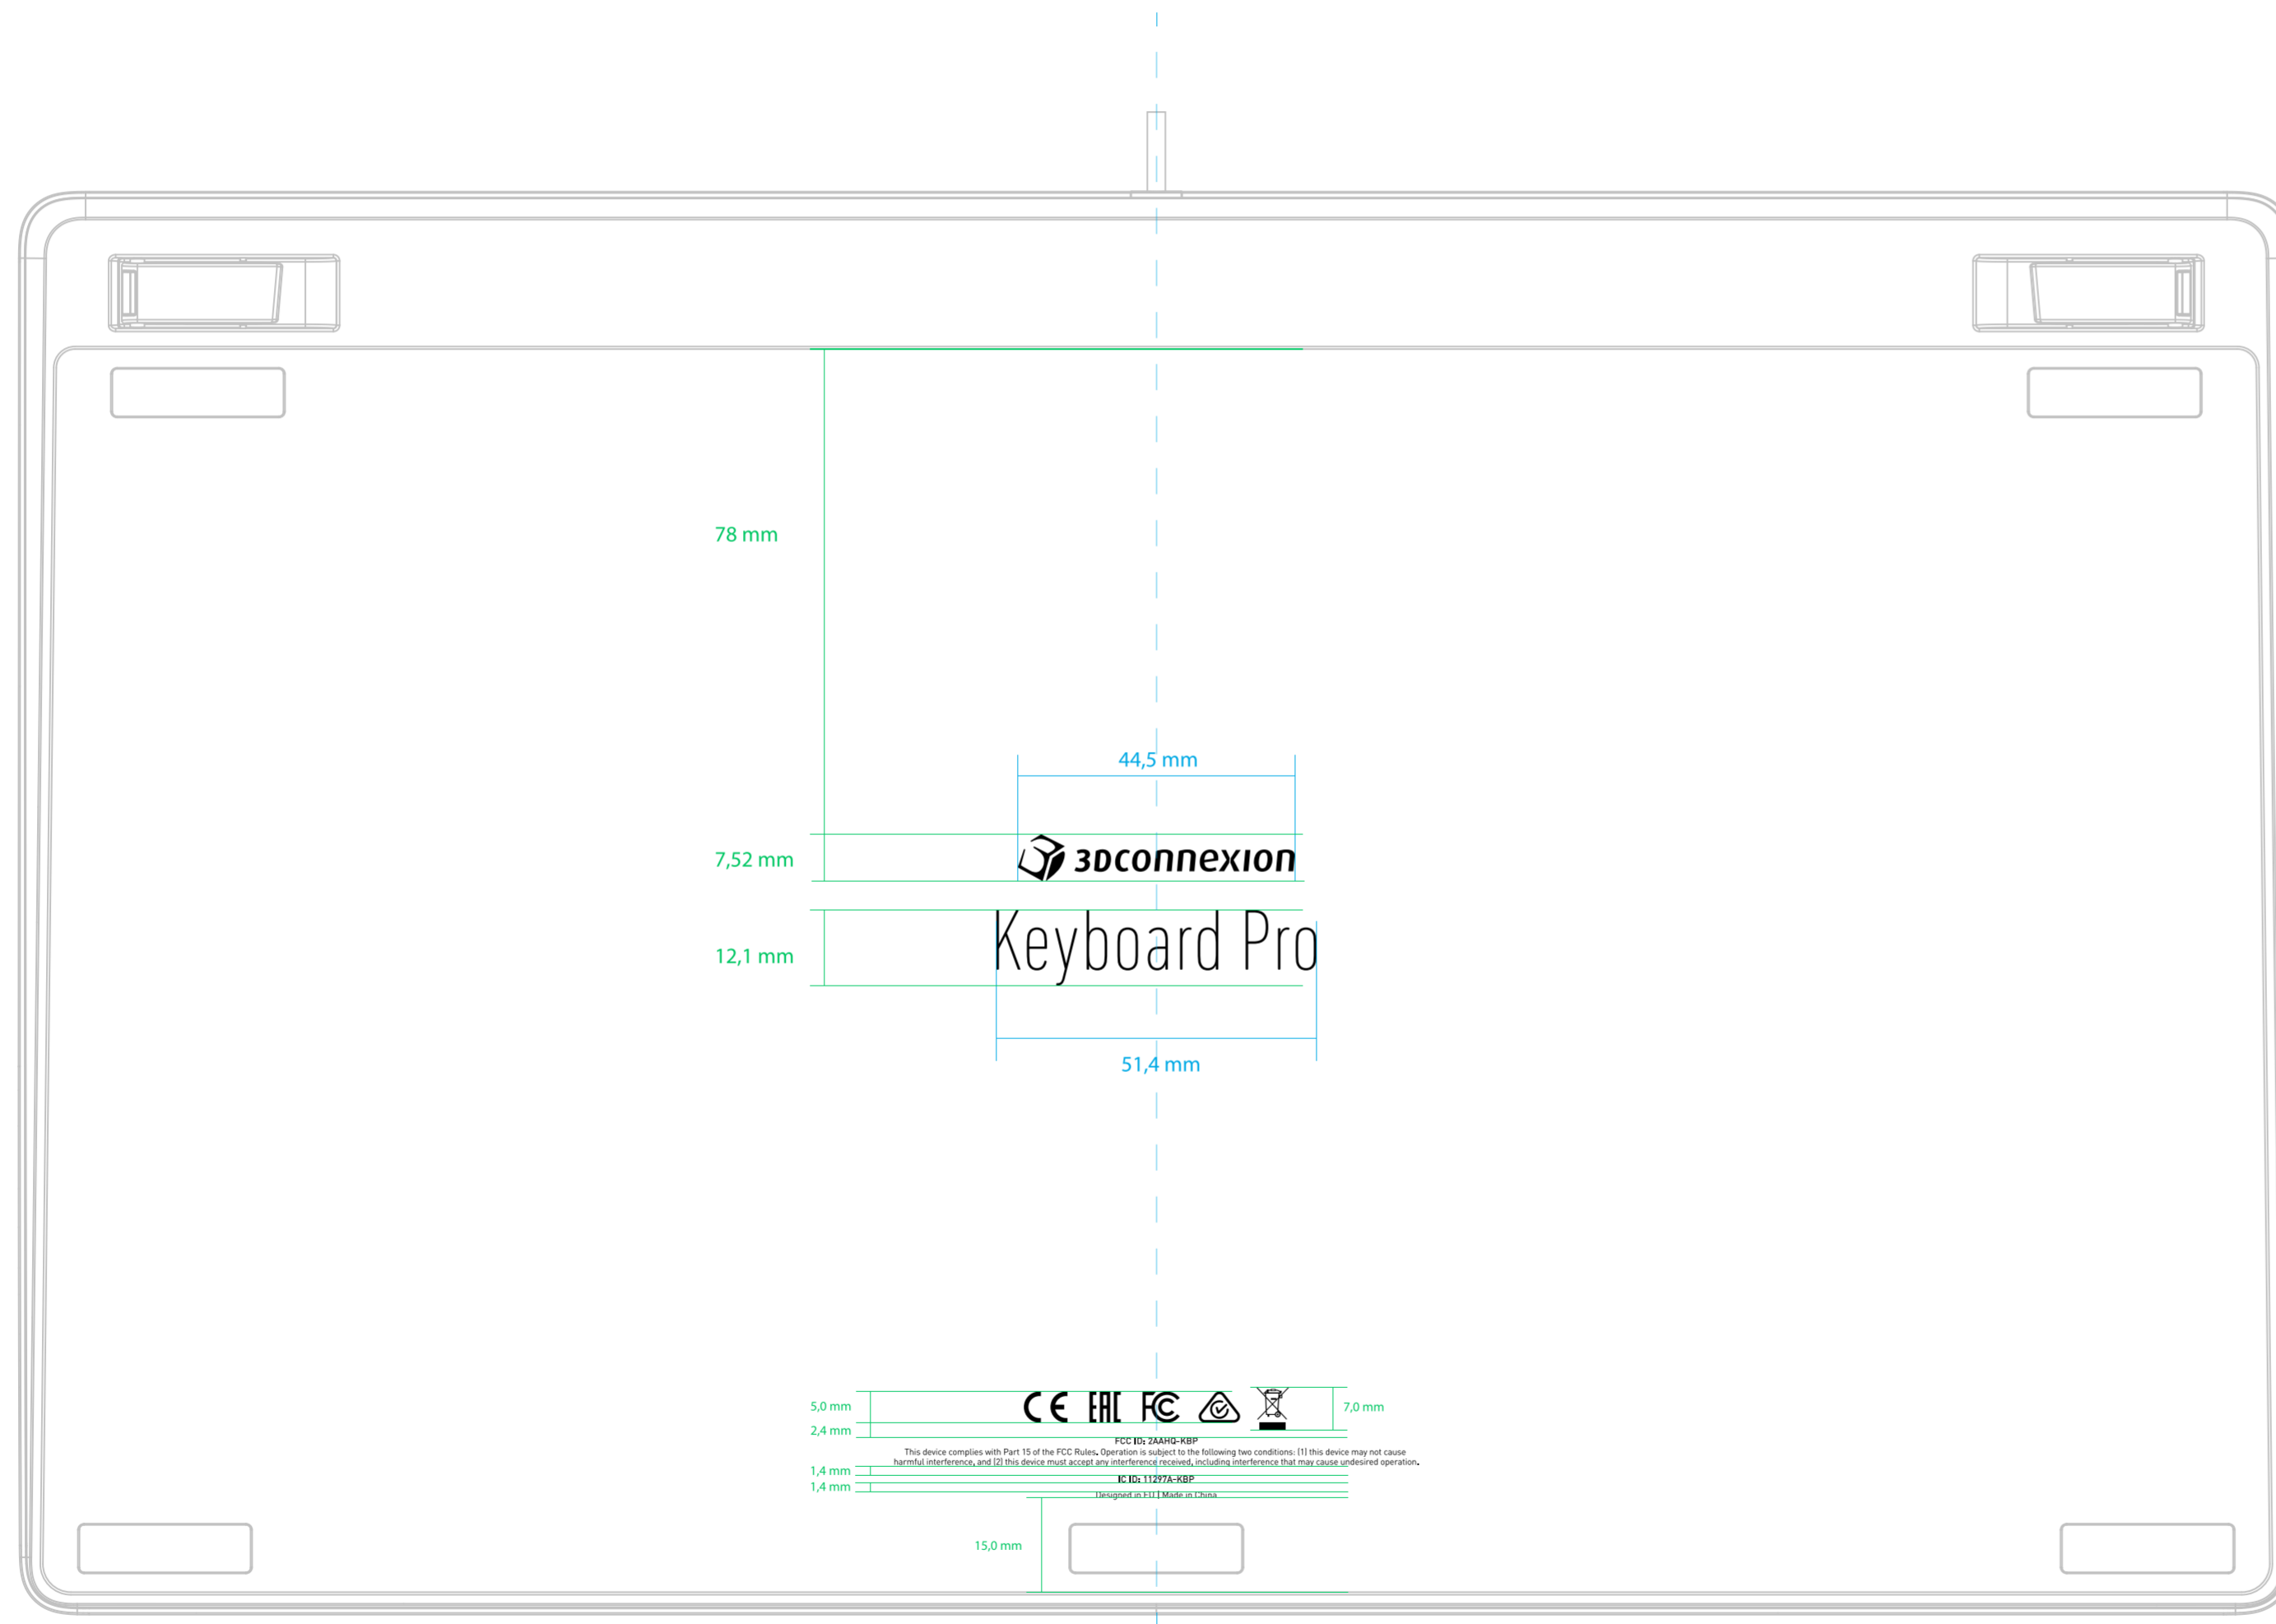 78 mm
44,5 mm
7,52 mm
3Dconnexion
12,1 mm
Keyboard Pro
51,4 mm
5,0 mm
CE EAC FC
7,0 mm
2,4 mm
FCC ID: 2AAHQ-KBP
This device complies with Part 15 of the FCC Rules. Operation is subject to the following two conditions: (1) this device may not cause
harmful interference, and (2) this device must accept any interference received, including interference that may cause undesired operation.
1,4 mm
IC ID: 11297A-KBP
1,4 mm
Designed in EU | Made in China
15,0 mm